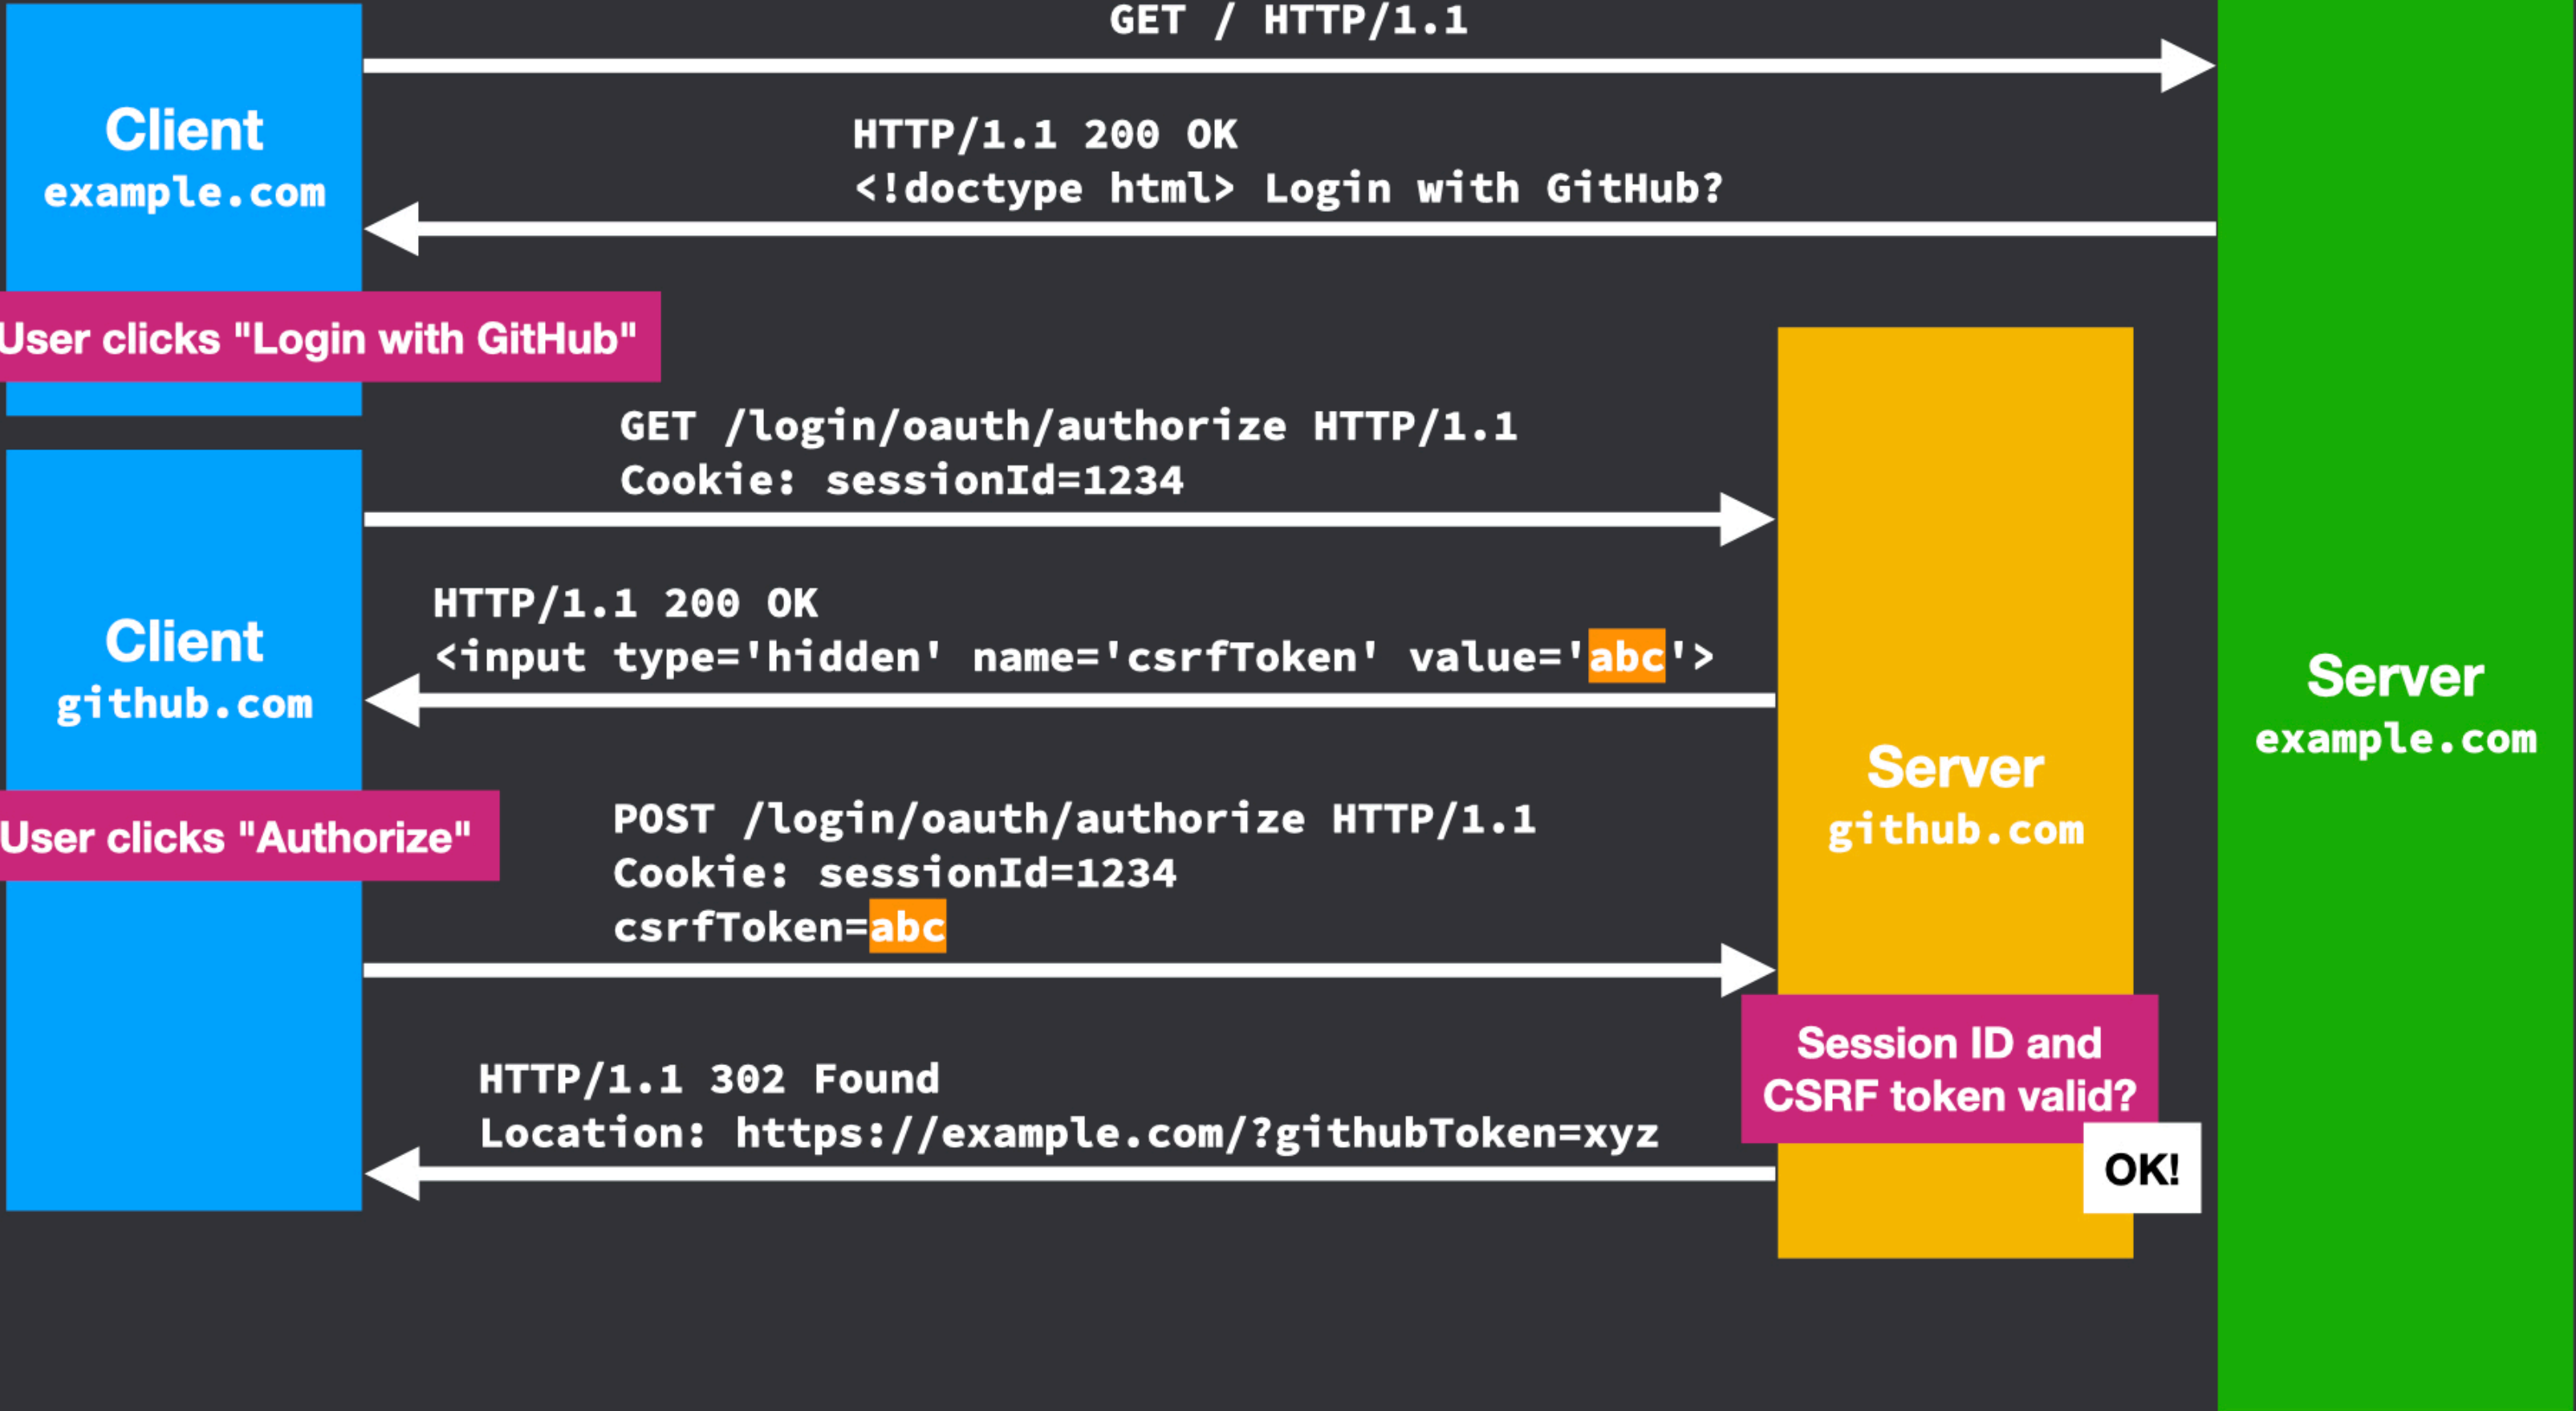 GET / HTTP/1.1
Client
example.com
HTTP/1.1 200 OK
<!doctype html> Login with GitHub?
User clicks "Login with GitHub"
GET /login/oauth/authorize HTTP/1.1
Cookie: sessionId=1234
Client
github.com
HTTP/1.1 200 OK
<input type='hidden' name='csrfToken' value='abc'>
Server
example.com
Server
github.com
User clicks "Authorize"
POST /login/oauth/authorize HTTP/1.1
Cookie: sessionId=1234
csrfToken=abc
Session ID and
CSRF token valid?
OK!
HTTP/1.1 302 Found
Location: https://example.com/?githubToken=xyz